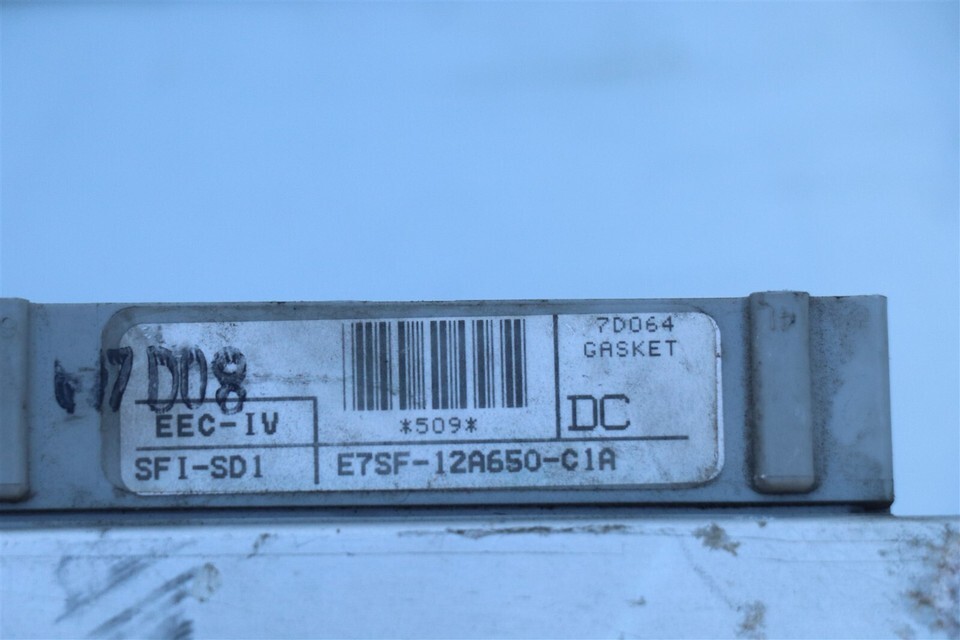 7D08
EEC-IV
*509*
7D064
GASKET
DC
SFI-SD1
E7SF-12A650-C1A